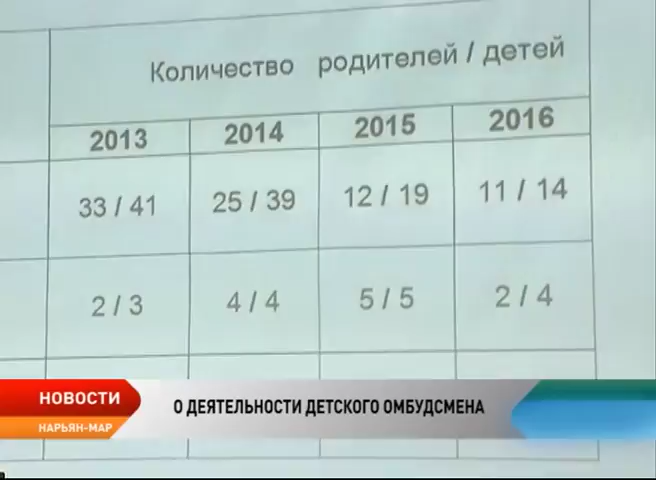 Количество родителей / детей
2013 2014 2015 2016
33 / 41 25 / 39 12 / 19 11 / 14
2 / 3 4 / 4 5 / 5 2 / 4
НОВОСТИ
О ДЕЯТЕЛЬНОСТИ ДЕТСКОГО ОМБУДСМЕНА
НАРЬЯН-МАР